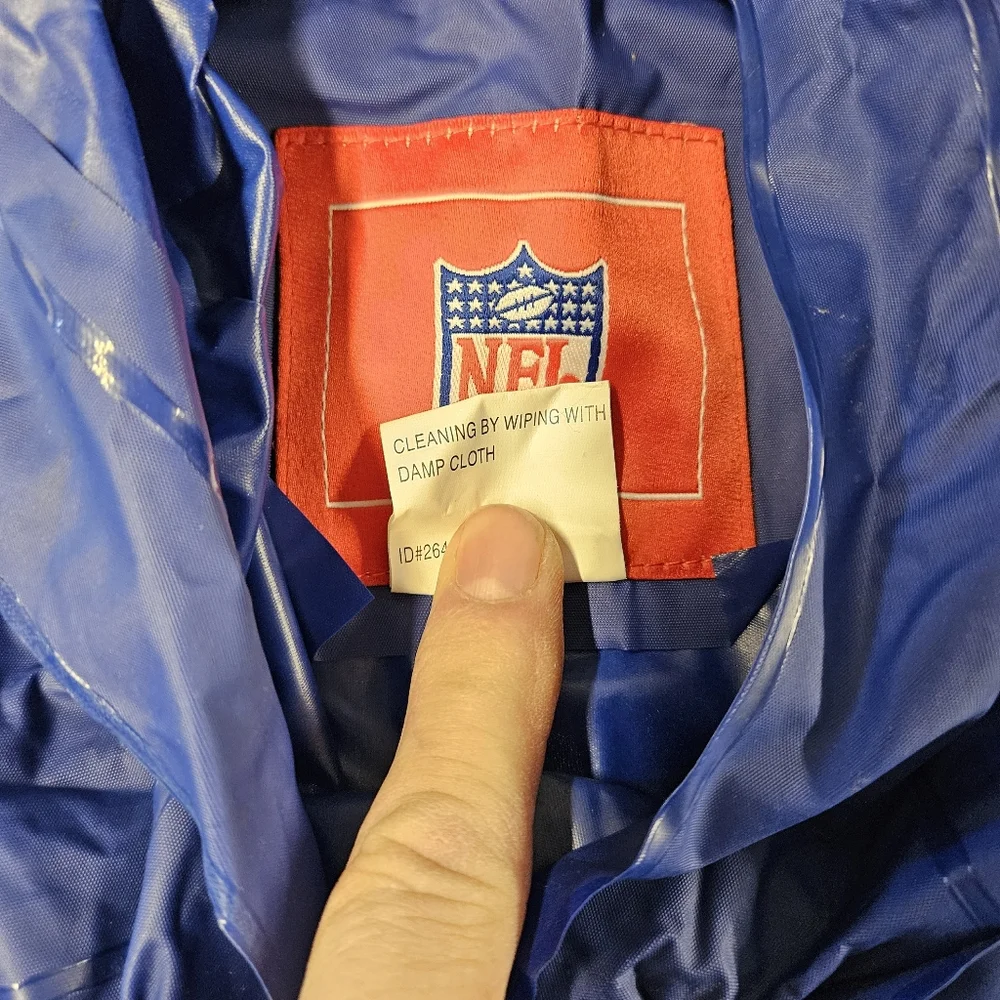 NFL
CLEANING BY WIPING WITH
DAMP CLOTH
ID#264